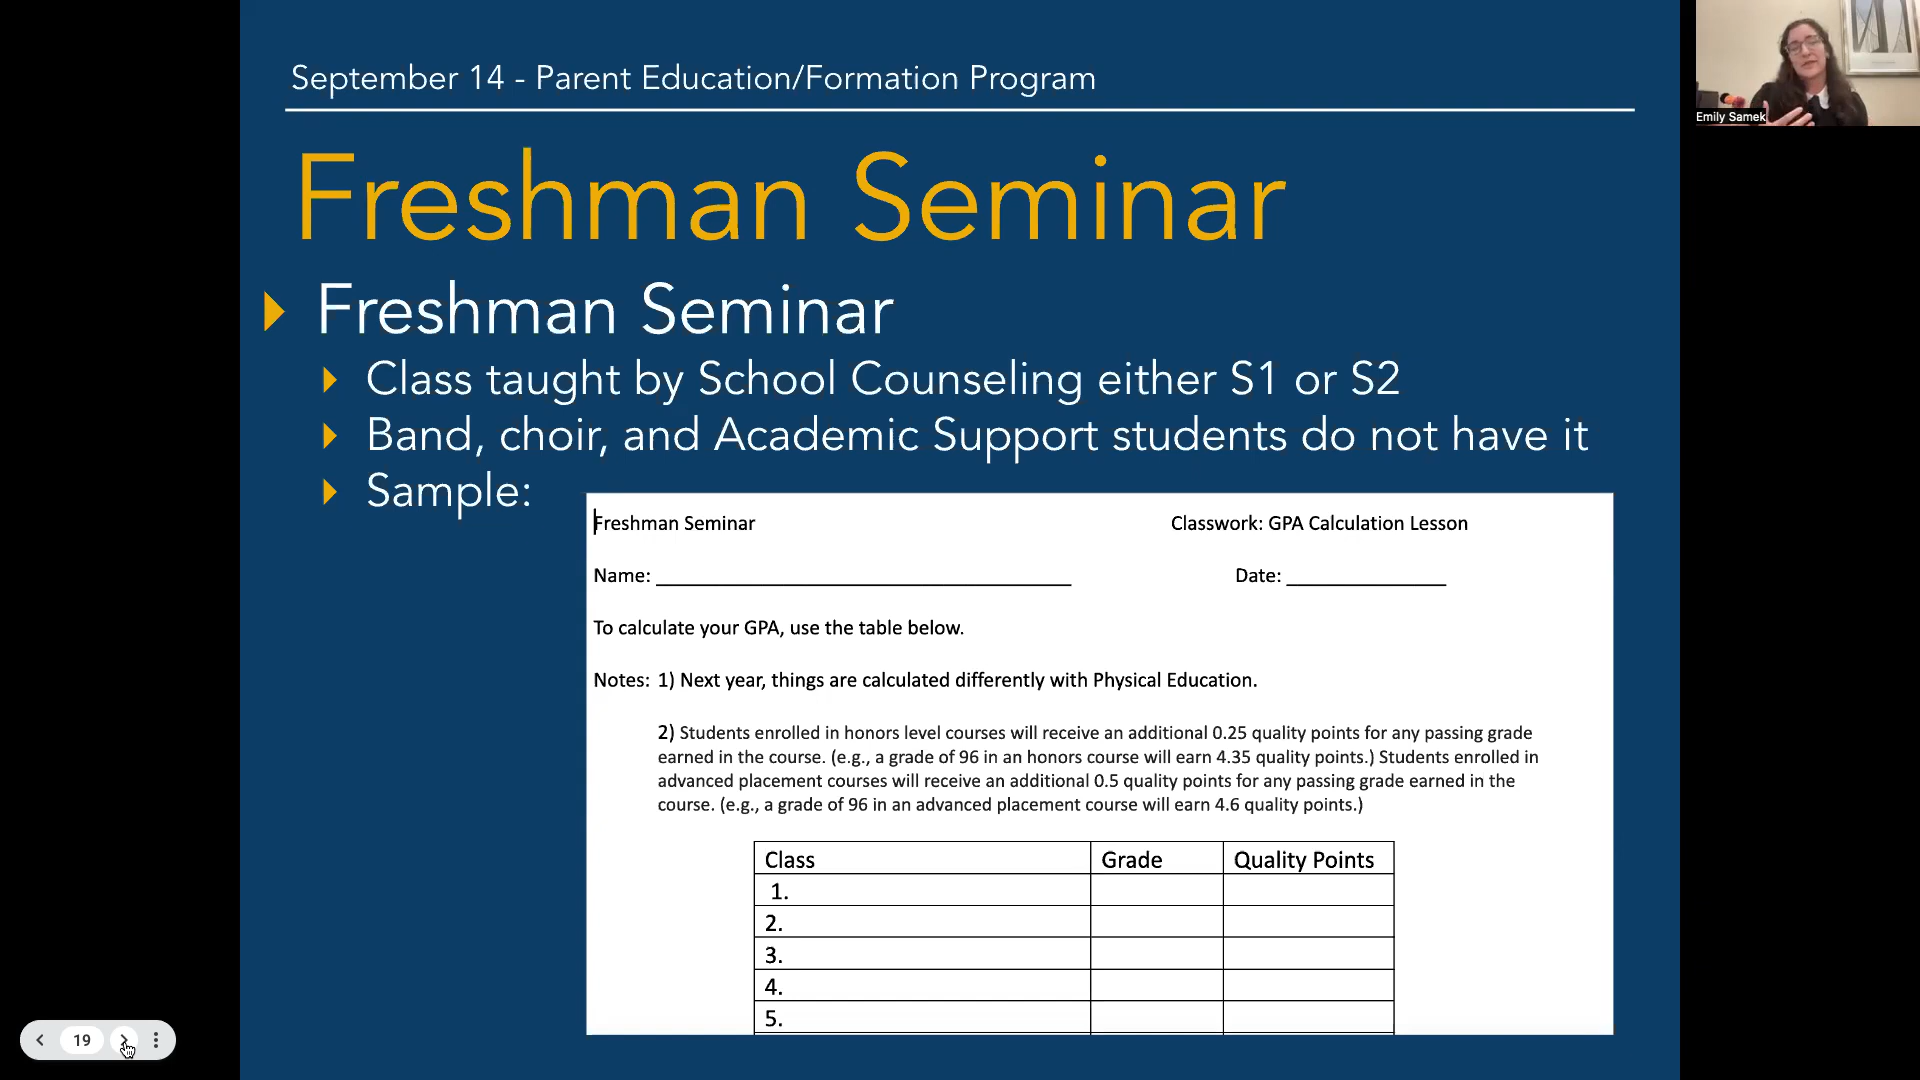 September 14 - Parent Education/Formation Program
Emily Samek
Freshman Seminar
Freshman Seminar
Class taught by School Counseling either S1 or S2
Band, choir, and Academic Support students do not have it
Sample:
Freshman Seminar Classwork: GPA Calculation Lesson
Name: Date:
To calculate your GPA, use the table below.
Notes: 1) Next year, things are calculated differently with Physical Education.
2) Students enrolled in honors level courses will receive an additional 0.25 quality points for any passing grade
earned in the course. (e.g., a grade of 96 in an honors course will earn 4.35 quality points.) Students enrolled in
advanced placement courses will receive an additional 0.5 quality points for any passing grade earned in the
course. (e.g., a grade of 96 in an advanced placement course will earn 4.6 quality points.)
Class Grade Quality Points
1.
2.
3.
4.
5.
19